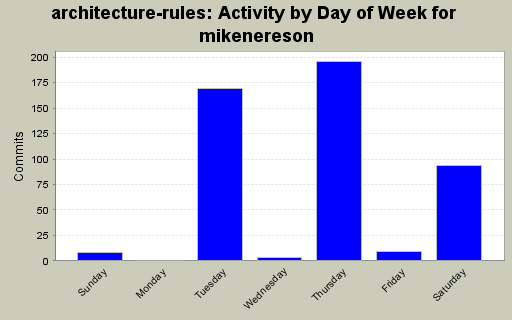 architecture-rules: Activity by Day of Week for
mikenereson
200
175
150
125
100
75
50
25
0
Commits
Sunday
Monday
Tuesday
Wednesday
Thursday
Friday
Saturday